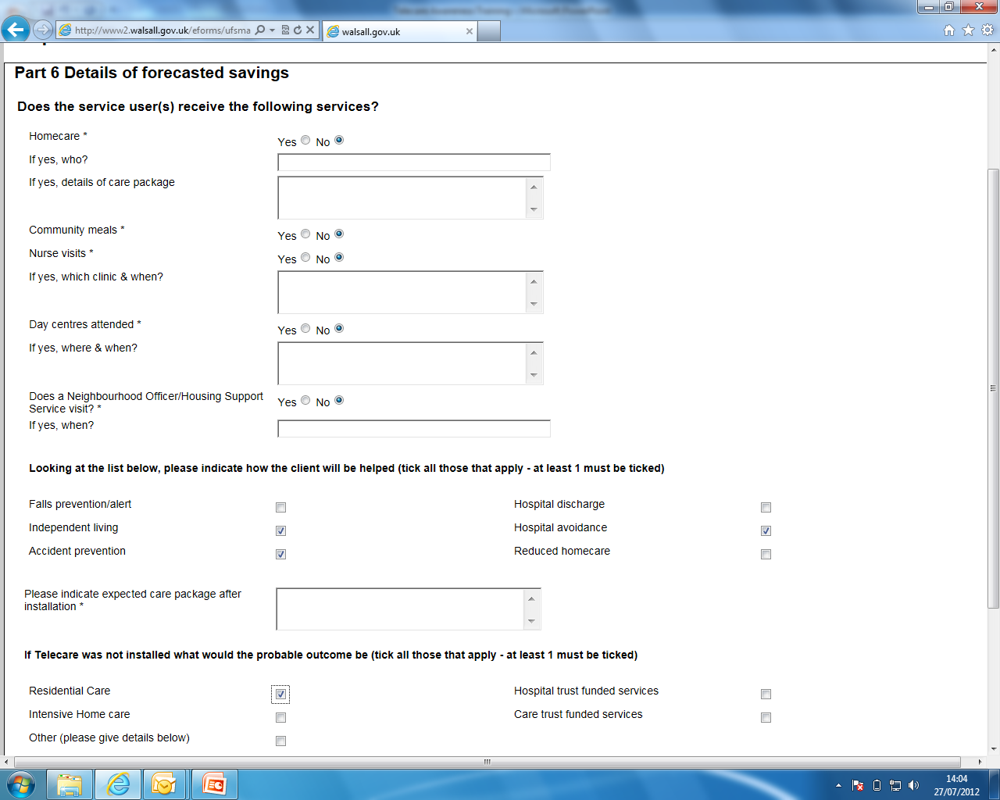 http://www2.walsall.gov.uk/eforms/ufsma
walsall.gov.uk
Part 6 Details of forecasted savings
Does the service user(s) receive the following services?
Homecare *
Yes No
If yes, who?
If yes, details of care package
Community meals *
Yes No
Nurse visits *
Yes No
If yes, which clinic & when?
Day centres attended *
Yes No
If yes, where & when?
Does a Neighbourhood Officer/Housing Support
Service visit? *
Yes No
If yes, when?
Looking at the list below, please indicate how the client will be helped (tick all those that apply - at least 1 must be ticked)
Falls prevention/alert
Hospital discharge
Independent living
Hospital avoidance
Accident prevention
Reduced homecare
Please indicate expected care package after
installation *
If Telecare was not installed what would the probable outcome be (tick all those that apply - at least 1 must be ticked)
Residential Care
Hospital trust funded services
Intensive Home care
Care trust funded services
Other (please give details below)
14:04
27/07/2012